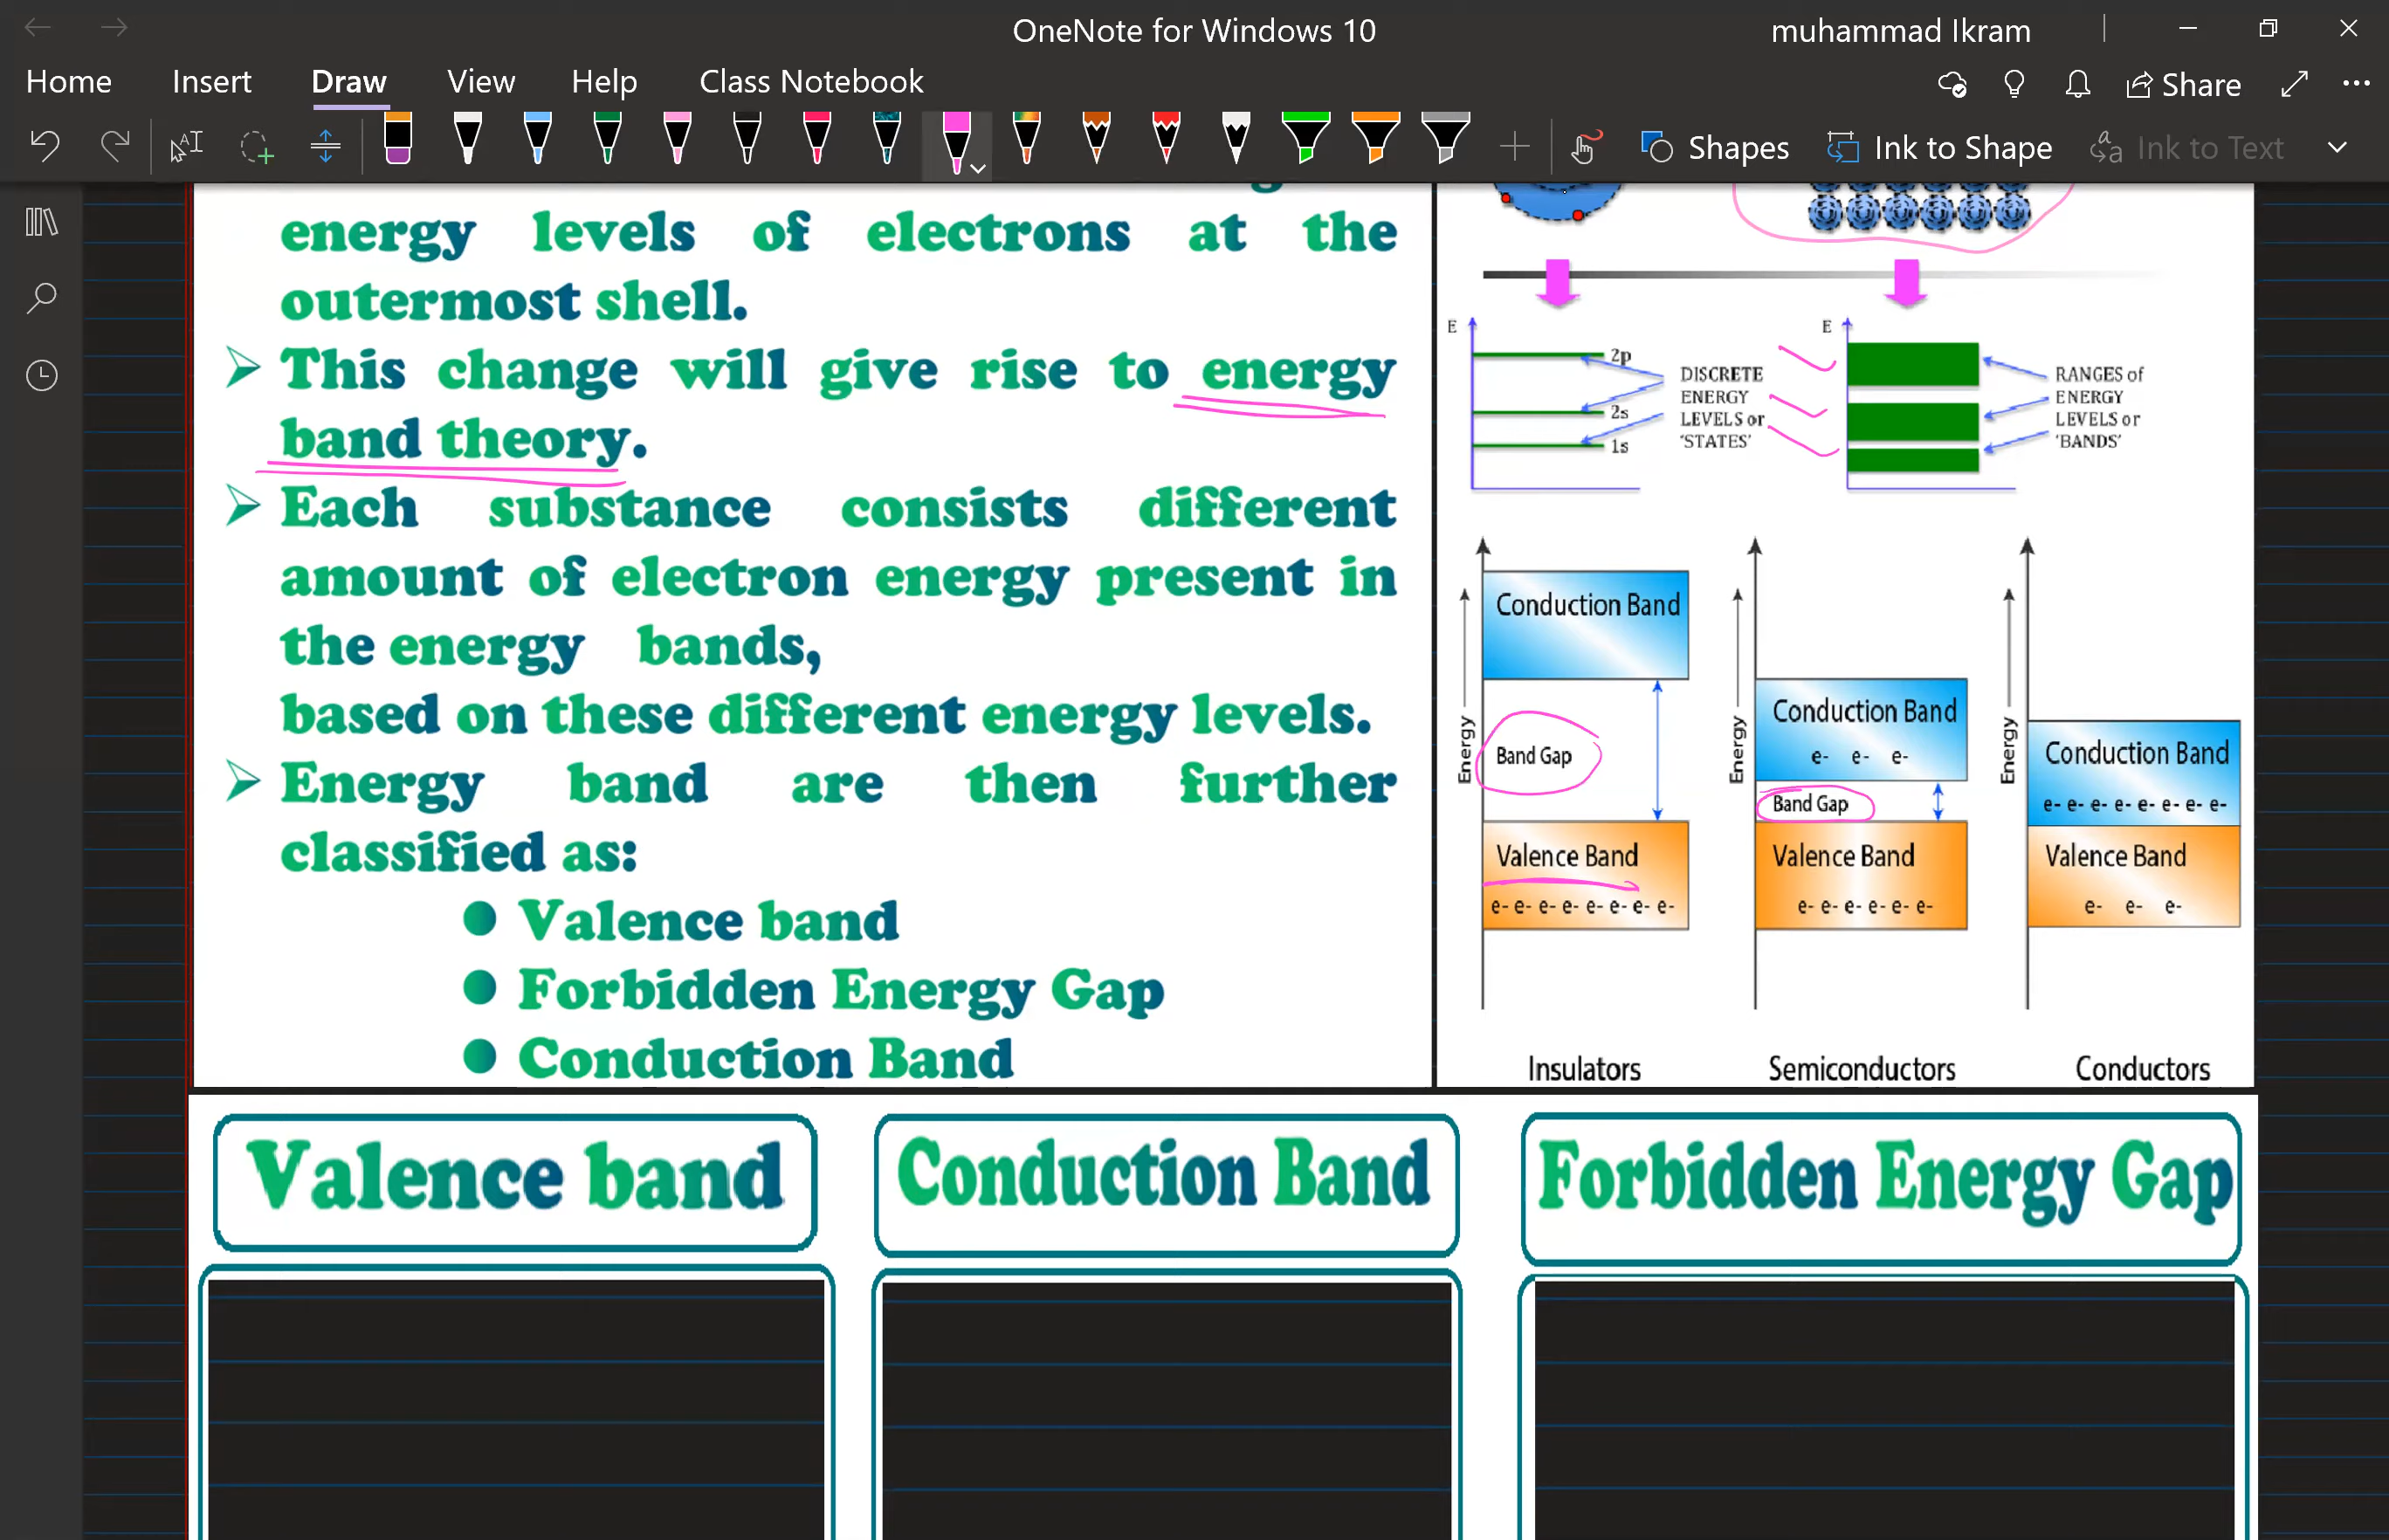 OneNote for Windows 10
muhammad Ikram
Home Insert Draw View Help Class Notebook
Share
Shapes Ink to Shape Ink to Text
energy levels of electrons at the
outermost shell.
This change will give rise to energy
band theory.
Each substance consists different
amount of electron energy present in
the energy bands,
based on these different energy levels.
Energy band are then further
classified as:
Valence band
Forbidden Energy Gap
Conduction Band
E
2p
2s
1s
DISCRETE
ENERGY
LEVELS or
'STATES'
E
RANGES of
ENERGY
LEVELS or
'BANDS'
Energy
Conduction Band
Band Gap
Valence Band
e- e- e- e- e- e- e- e-
Insulators
Energy
Conduction Band
e- e- e-
Band Gap
Valence Band
e- e- e- e- e- e-
Semiconductors
Energy
Conduction Band
e- e- e- e- e- e- e- e-
Valence Band
e- e- e-
Conductors
Valence band
Conduction Band
Forbidden Energy Gap